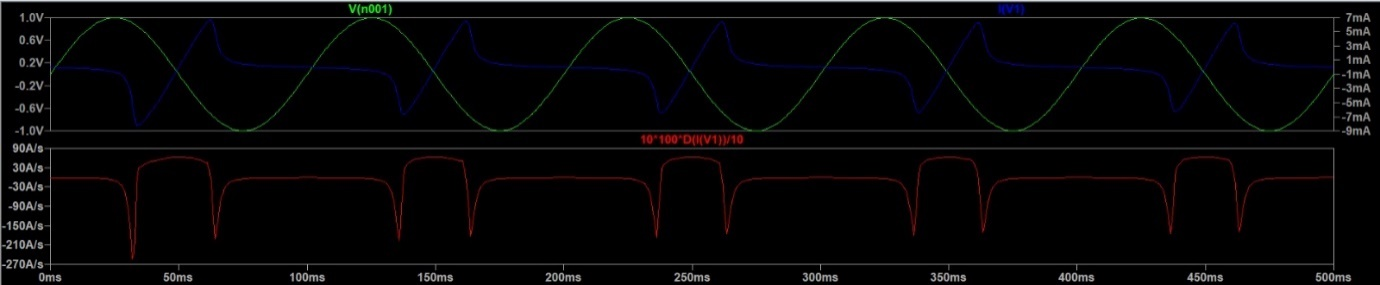 V(n001) I(V1)
1.0V 7mA
0.6V 5mA
0.2V 3mA
-0.2V 1mA
-0.6V -1mA
-1.0V -3mA
-5mA
-7mA
-9mA
10*100*D(I(V1))/10
90A/s
30A/s
-30A/s
-90A/s
-150A/s
-210A/s
-270A/s
0ms 50ms 100ms 150ms 200ms 250ms 300ms 350ms 400ms 450ms 500ms